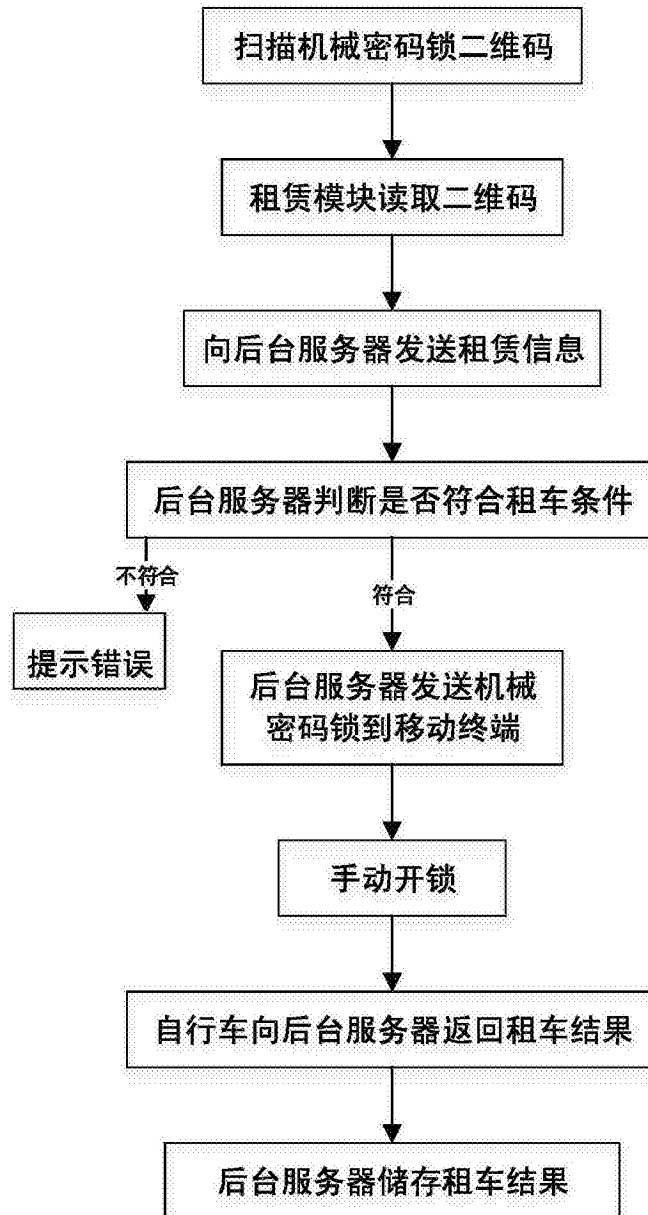 扫描机械密码锁二维码
租赁模块读取二维码
向后台服务器发送租赁信息
后台服务器判断是否符合租车条件
不符合
符合
提示错误
后台服务器发送机械
密码锁到移动终端
手动开锁
自行车向后台服务器返回租车结果
后台服务器储存租车结果